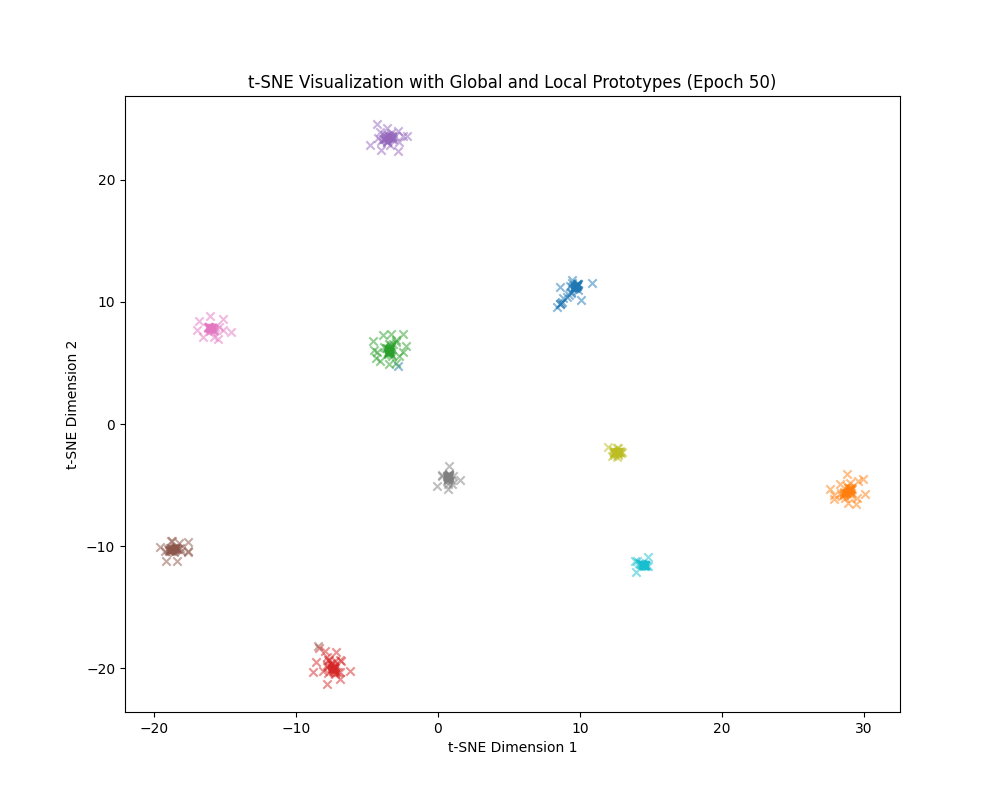 t-SNE Visualization with Global and Local Prototypes (Epoch 50)
t-SNE Dimension 2
20
10
0
−10
−20
−20 −10 0 10 20 30
t-SNE Dimension 1